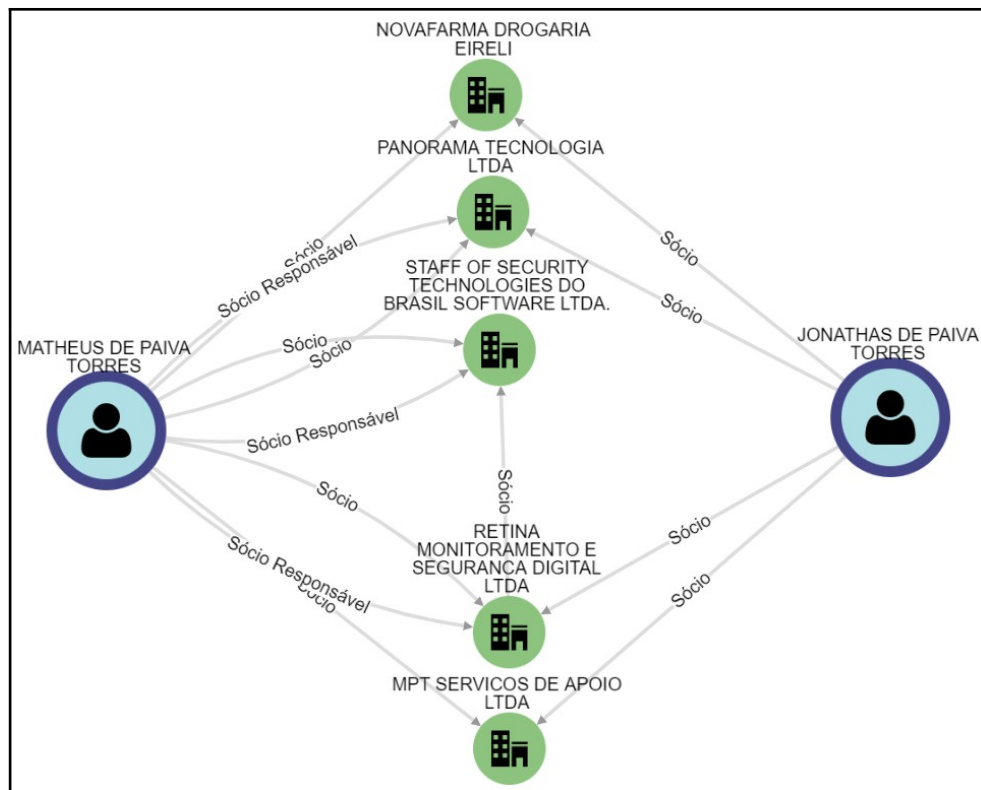 NOVAFARMA DROGARIA
EIRELI
PANORAMA TECNOLOGIA
LTDA
Sócio
Sócio Responsável
Sócio
STAFF OF SECURITY
TECHNOLOGIES DO
BRASIL SOFTWARE LTDA.
Sócio
Sócio
Sócio
MATHEUS DE PAIVA
TORRES
JONATHAS DE PAIVA
TORRES
Sócio Responsável
Sócio
Sócio
RETINA
MONITORAMENTO E
SEGURANCA DIGITAL
LTDA
Sócio
Sócio Responsável
Sócio
Sócio
MPT SERVICOS DE APOIO
LTDA